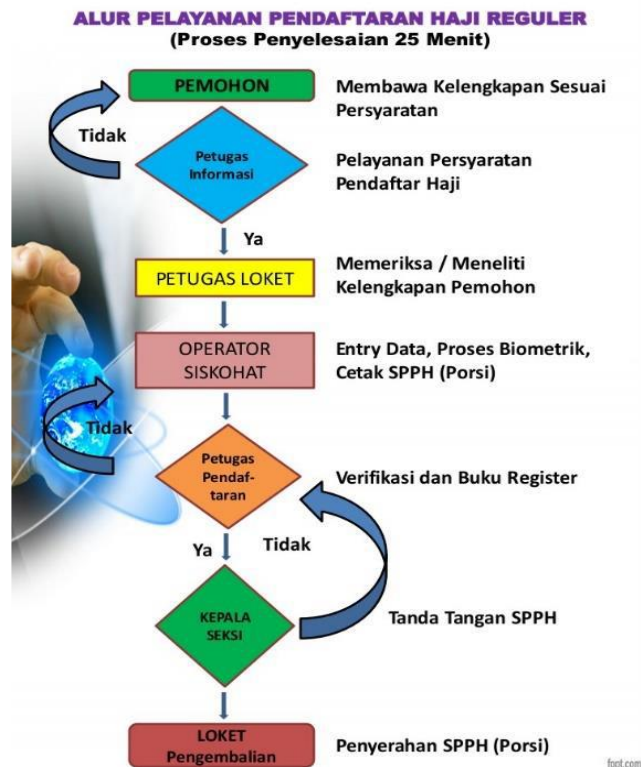 ALUR PELAYANAN PENDAFTARAN HAJI REGULER
(Proses Penyelesaian 25 Menit)
PEMOHON
Membawa Kelengkapan Sesuai
Persyaratan
Tidak
Petugas
Informasi
Pelayanan Persyaratan
Pendaftar Haji
Ya
PETUGAS LOKET
Memeriksa / Meneliti
Kelengkapan Pemohon
OPERATOR
SISKOHAT
Entry Data, Proses Biometrik,
Cetak SPPH (Porsi)
Tidak
Petugas
Pendaf-
taran
Verifikasi dan Buku Register
Ya
Tidak
KEPALA
SEKSI
Tanda Tangan SPPH
LOKET
Pengembalian
Penyerahan SPPH (Porsi)
fppt.com